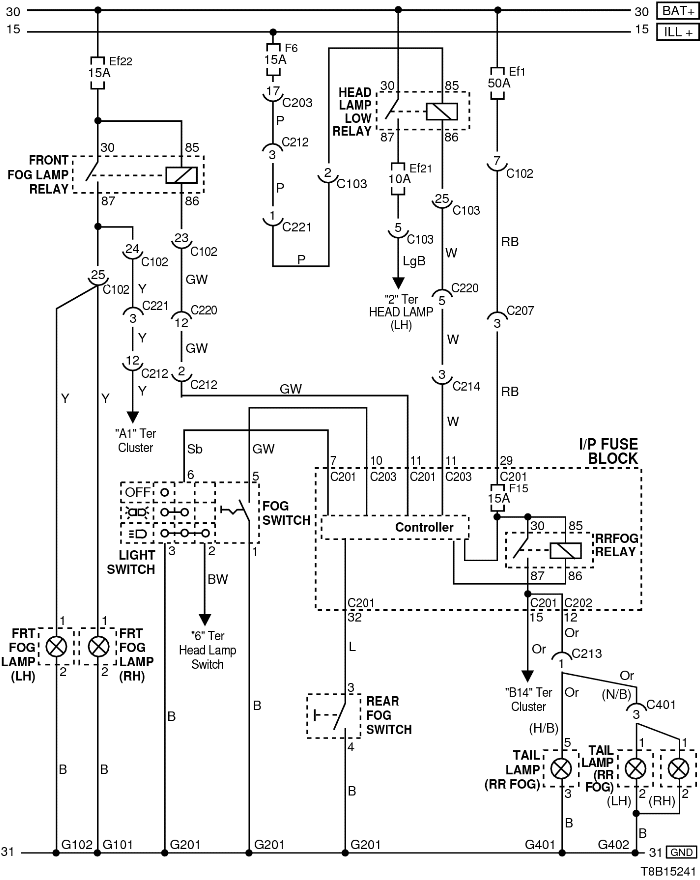 30
30
BAT+
15
15
ILL +
Ef22
15A
F6
15A
17
C203
P
C212
3
P
1
C221
P
2
C103
HEAD
LAMP
LOW
RELAY
30
85
87
86
Ef21
10A
5
C103
LgB
"2" Ter
HEAD LAMP
(LH)
25
C103
W
C220
5
W
3
C214
W
Ef1
50A
7
C102
RB
C207
3
RB
FRONT
FOG LAMP
RELAY
30
85
87
86
25
C102
24
C102
Y
C221
3
Y
12
C212
Y
"A1" Ter
Cluster
23
C102
GW
C220
12
GW
2
C212
GW
Y
Y
Sb
GW
6
5
OFF
LIGHT
SWITCH
FOG
SWITCH
3
2
1
BW
"6" Ter
Head Lamp
Switch
I/P FUSE
BLOCK
7
10
11
11
29
C201
C203
C201
C203
C201
F15
15A
Controller
30
85
RRFOG
RELAY
87
86
C201
32
C201
15
C202
12
L
3
REAR
FOG
SWITCH
4
B
Or
Or
C213
1
"B14" Ter
Cluster
Or
Or
(N/B)
C401
3
(H/B)
FRT
FOG
LAMP
(LH)
1
2
FRT
FOG
LAMP
(RH)
1
2
B
B
B
B
TAIL
LAMP
(RR FOG)
5
3
B
TAIL
LAMP
(RR
FOG)
1
1
2
2
(LH)
(RH)
B
31
G102
G101
G201
G201
G201
G401
G402
31
GND
T8B15241